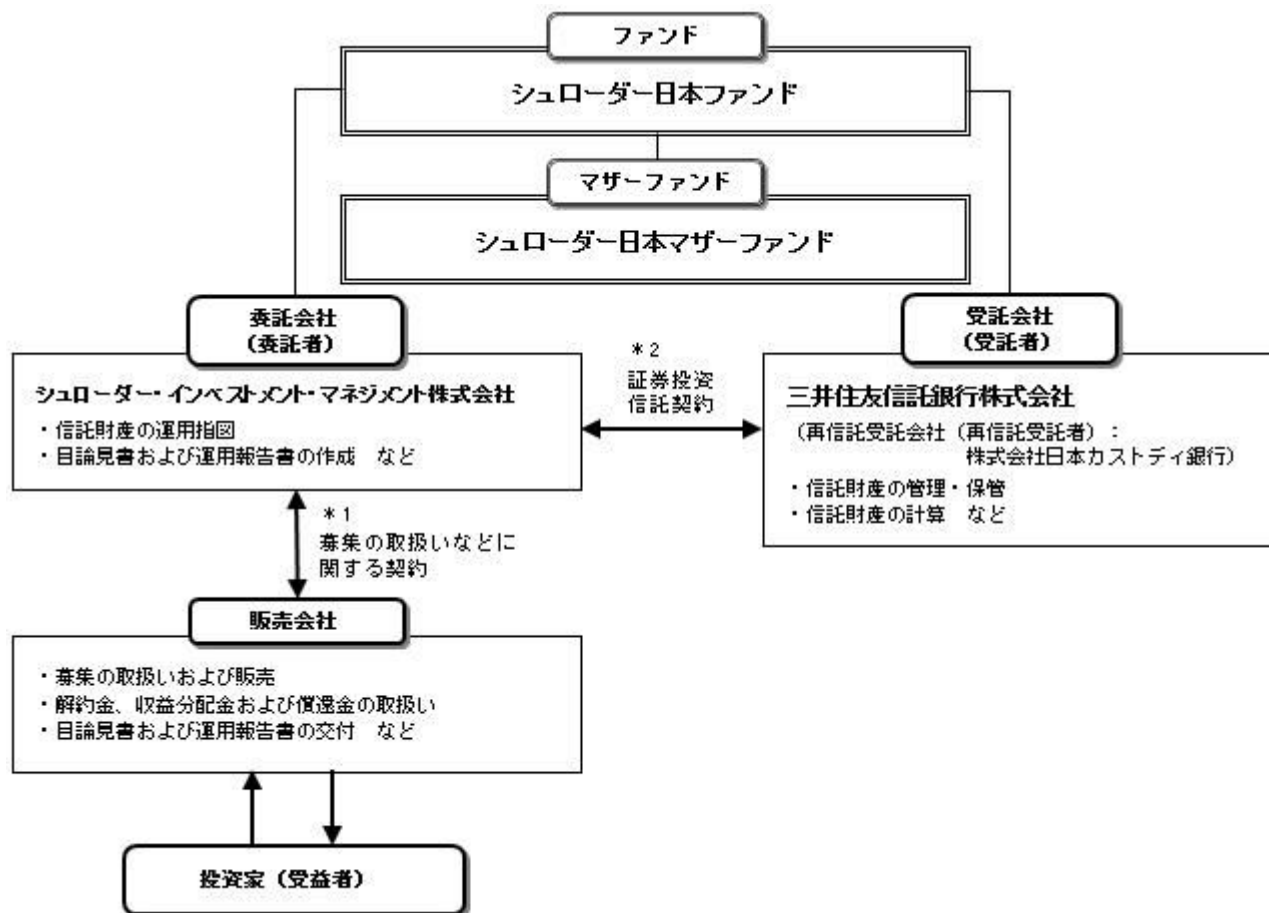 ファンド
シュローダー日本ファンド
マザーファンド
シュローダー日本マザーファンド
委託会社
(委託者)
シュローダー・インベストメント・マネジメント株式会社
・信託財産の運用指図
・目論見書および運用報告書の作成　など
*2
証券投資
信託契約
受託会社
(受託者)
三井住友信託銀行株式会社
(再信託受託会社（再信託受託者）：
株式会社日本カストディ銀行)
・信託財産の管理・保管
・信託財産の計算　など
*1
募集の取扱いなどに
関する契約
販売会社
・募集の取扱いおよび販売
・解約金、収益分配金および償還金の取扱い
・目論見書および運用報告書の交付　など
投資家（受益者）